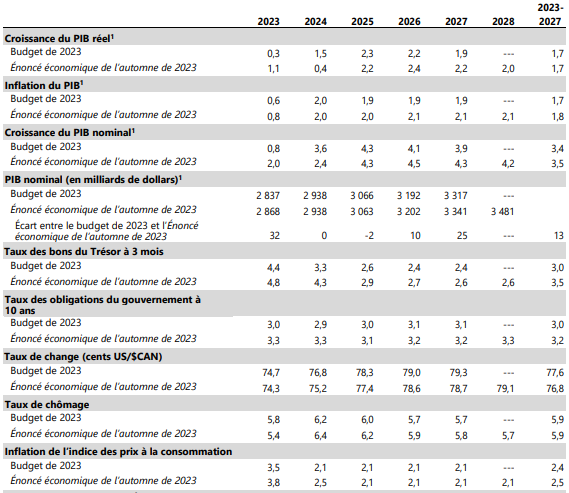 2023 2024 2025 2026 2027 2028 2023-2027
Croissance du PIB réel¹
Budget de 2023 0,3 1,5 2,3 2,2 1,9 --- 1,7
Énoncé économique de l'automne de 2023 1,1 0,4 2,2 2,4 2,2 2,0 1,7
Inflation du PIB¹
Budget de 2023 0,6 2,0 1,9 1,9 1,9 --- 1,7
Énoncé économique de l'automne de 2023 0,8 2,0 2,0 2,1 2,1 2,1 1,8
Croissance du PIB nominal¹
Budget de 2023 0,8 3,6 4,3 4,1 3,9 --- 3,4
Énoncé économique de l'automne de 2023 2,0 2,4 4,3 4,5 4,3 4,2 3,5
PIB nominal (en milliards de dollars)¹
Budget de 2023 2 837 2 938 3 066 3 192 3 317 ---
Énoncé économique de l'automne de 2023 2 868 2 938 3 063 3 202 3 341 3 481
Écart entre le budget de 2023 et l'Énoncé
économique de l'automne de 2023 32 0 -2 10 25 --- 13
Taux des bons du Trésor à 3 mois
Budget de 2023 4,4 3,3 2,6 2,4 2,4 --- 3,0
Énoncé économique de l'automne de 2023 4,8 4,3 2,9 2,7 2,6 2,6 3,5
Taux des obligations du gouvernement à
10 ans
Budget de 2023 3,0 2,9 3,0 3,1 3,1 --- 3,0
Énoncé économique de l'automne de 2023 3,3 3,3 3,1 3,2 3,2 3,3 3,2
Taux de change (cents US/$CAN)
Budget de 2023 74,7 76,8 78,3 79,0 79,3 --- 77,6
Énoncé économique de l'automne de 2023 74,3 75,2 77,4 78,6 78,7 79,1 76,8
Taux de chômage
Budget de 2023 5,8 6,2 6,0 5,7 5,7 --- 5,9
Énoncé économique de l'automne de 2023 5,4 6,4 6,2 5,9 5,8 5,7 5,9
Inflation de l'indice des prix à la consommation
Budget de 2023 3,5 2,1 2,1 2,1 2,1 --- 2,4
Énoncé économique de l'automne de 2023 3,8 2,5 2,1 2,1 2,1 2,1 2,5